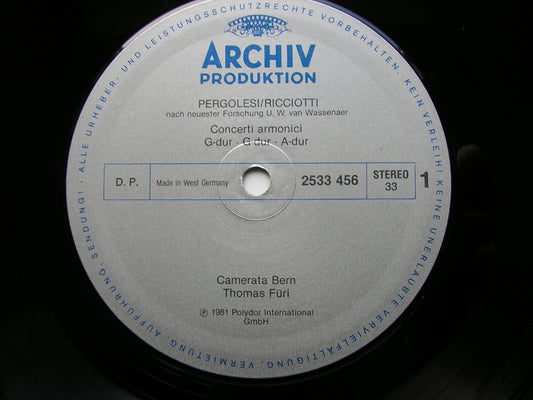 ALLE URHEBER- UND LEISTUNGSSCHUTZRECHTE VORBEHALTEN. KEIN VERLEIH! KEINE UNERLAUBTE VERVIELFÄLTIGUNG, VERMIETUNG, AUFFÜHRUNG, SENDUNG!
ARCHIV
PRODUKTION
PERGOLESI/RICCIOTTI
nach neuester Forschung U. W. van Wassenaer
Concerti armonici
G-dur · G dur · A-dur
D. P. Made in West Germany 2533 456 STEREO 33 1
Camerata Bern
Thomas Füri
Ⓟ 1981 Polydor International
GmbH